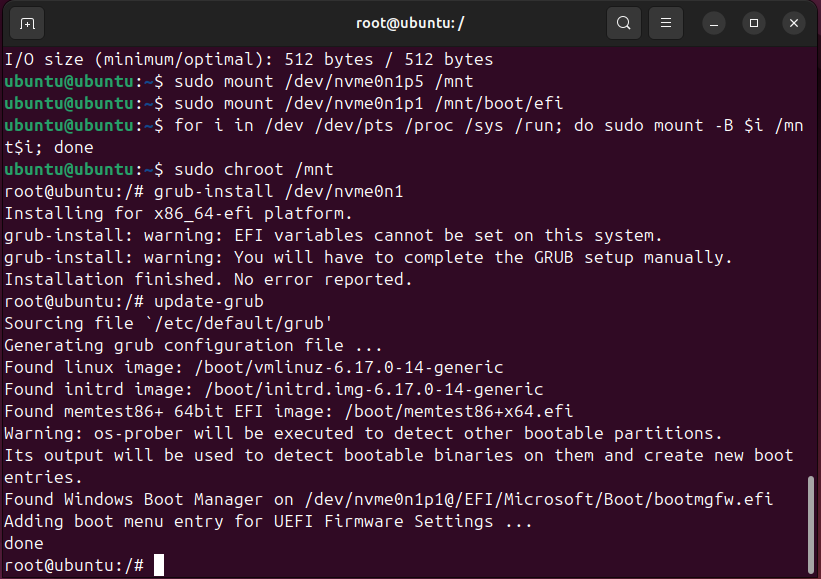 root@ubuntu: /
I/O size (minimum/optimal): 512 bytes / 512 bytes
ubuntu@ubuntu:~$ sudo mount /dev/nvme0n1p5 /mnt
ubuntu@ubuntu:~$ sudo mount /dev/nvme0n1p1 /mnt/boot/efi
ubuntu@ubuntu:~$ for i in /dev /dev/pts /proc /sys /run; do sudo mount -B $i /mn
t$i; done
ubuntu@ubuntu:~$ sudo chroot /mnt
root@ubuntu:/# grub-install /dev/nvme0n1
Installing for x86_64-efi platform.
grub-install: warning: EFI variables cannot be set on this system.
grub-install: warning: You will have to complete the GRUB setup manually.
Installation finished. No error reported.
root@ubuntu:/# update-grub
Sourcing file `/etc/default/grub'
Generating grub configuration file ...
Found linux image: /boot/vmlinuz-6.17.0-14-generic
Found initrd image: /boot/initrd.img-6.17.0-14-generic
Found memtest86+ 64bit EFI image: /boot/memtest86+x64.efi
Warning: os-prober will be executed to detect other bootable partitions.
Its output will be used to detect bootable binaries on them and create new boot
entries.
Found Windows Boot Manager on /dev/nvme0n1p1@/EFI/Microsoft/Boot/bootmgfw.efi
Adding boot menu entry for UEFI Firmware Settings ...
done
root@ubuntu:/#